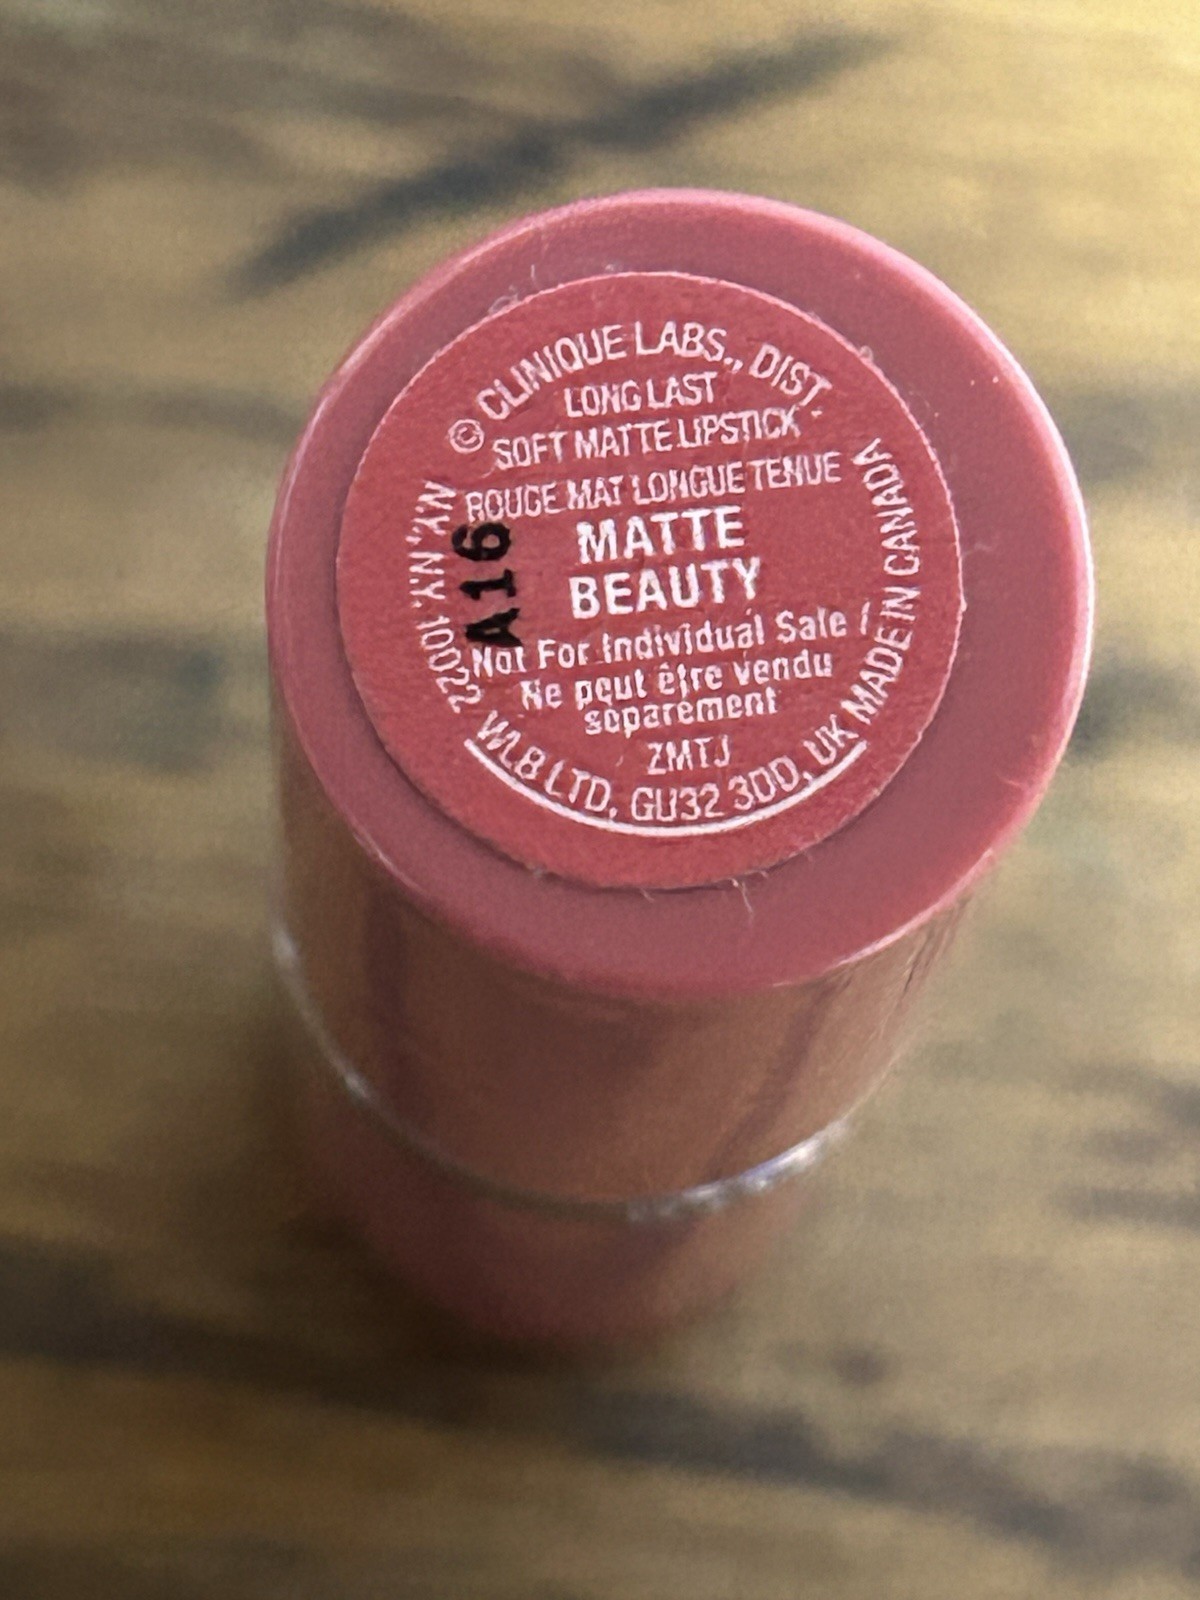 © CLINIQUE LABS., DIST.
LONG LAST
SOFT MATTE LIPSTICK
ROUGE MAT LONGUE TENUE
MATTE
BEAUTY
Not For Individual Sale /
Ne peut être vendu
séparément
ZMTJ
N.Y., N.Y. 10022 WLB LTD, GU32 3DD, UK MADE IN CANADA
A16